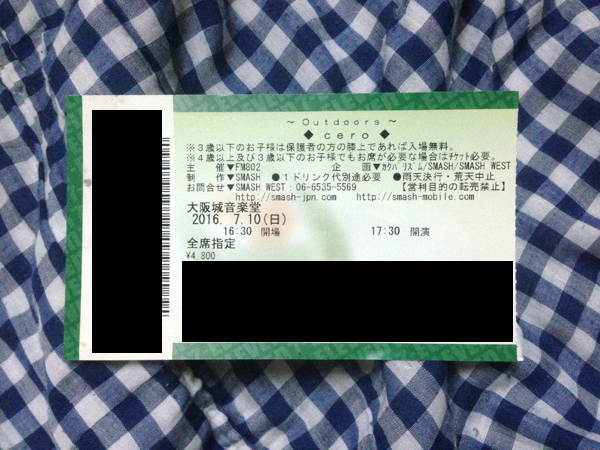 ～ Outdoors ～
◆ cero ◆
※３歳以下のお子様は保護者の方の膝上であれば入場無料。
※４歳以上及び３歳以下のお子様でもお席が必要な場合はﾁｹｯﾄ必要。
主 催▼FM802 企 画▼ｶｸﾊﾞﾘｽﾞﾑ/SMASH/SMASH WEST
制 作▼SMASH ●１ドリンク代別途必要 ●雨天決行・荒天中止
お問合せ▼SMASH WEST：06-6535-5569 【営利目的の転売禁止】
http://smash-jpn.com http://smash-mobile.com
大阪城音楽堂
2016. 7.10(日)
16:30 開場 17:30 開演
全席指定
¥4,800